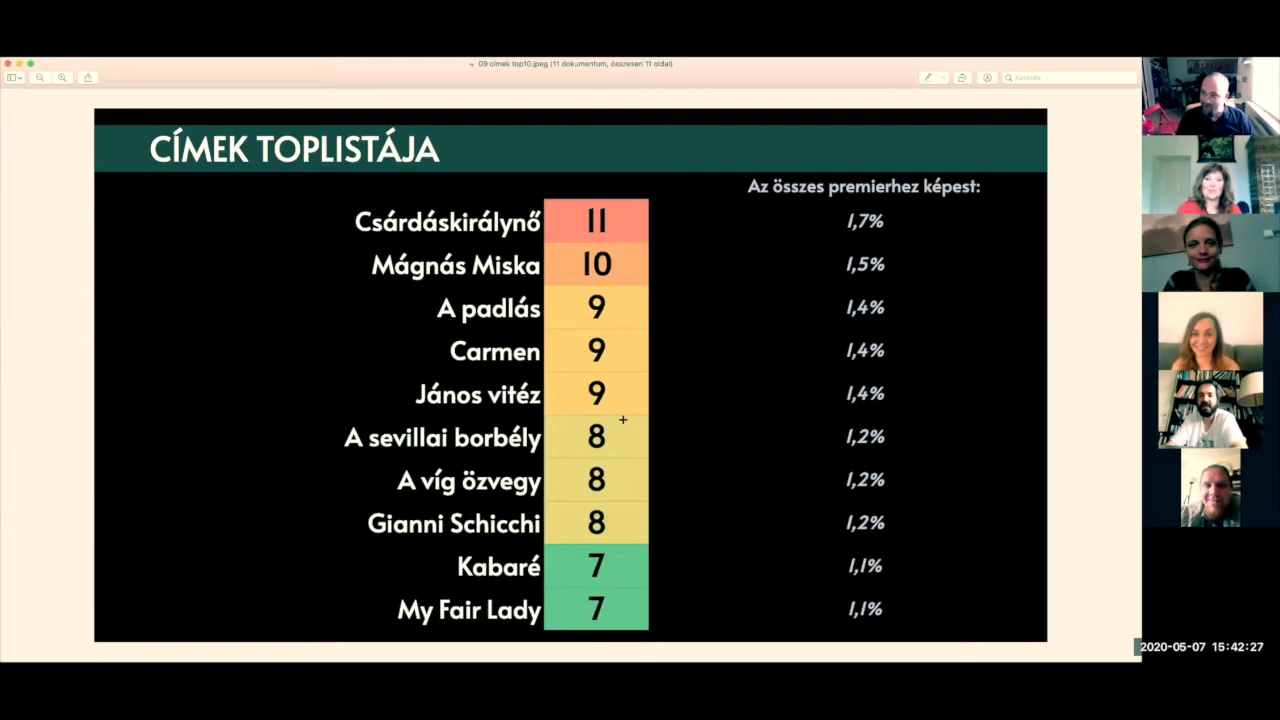 09 címek top10.jpeg (11 dokumentum, összesen 11 oldal)
Keresés
CÍMEK TOPLISTÁJA
Az összes premierhez képest:
Csárdáskirálynő 11 1,7%
Mágnás Miska 10 1,5%
A padlás 9 1,4%
Carmen 9 1,4%
János vitéz 9 1,4%
A sevillai borbély 8 1,2%
A víg özvegy 8 1,2%
Gianni Schicchi 8 1,2%
Kabaré 7 1,1%
My Fair Lady 7 1,1%
2020-05-07 15:42:27